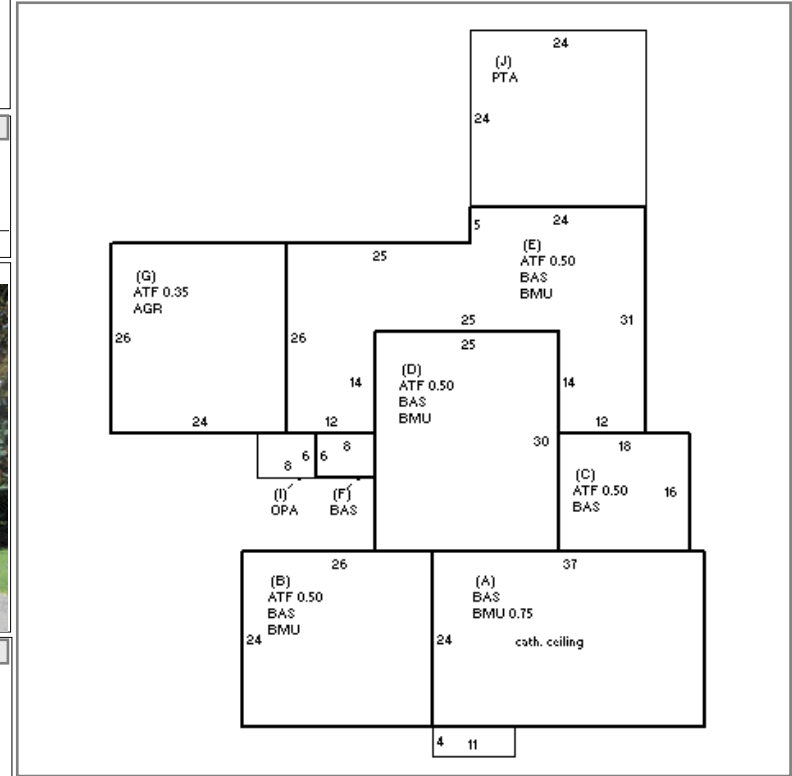 24
(J)
PTA
24
5
24
(E)
ATF 0.50
BAS
BMU
25
(G)
ATF 0.35
AGR
26
26
25
31
25
(D)
ATF 0.50
BAS
BMU
14
14
24
12
12
30
8
6
6
8
18
(C)
ATF 0.50
BAS
16
(I)
OPA
(F)
BAS
26
37
(B)
ATF 0.50
BAS
BMU
24
(A)
BAS
BMU 0.75
24
cath. ceiling
4
11